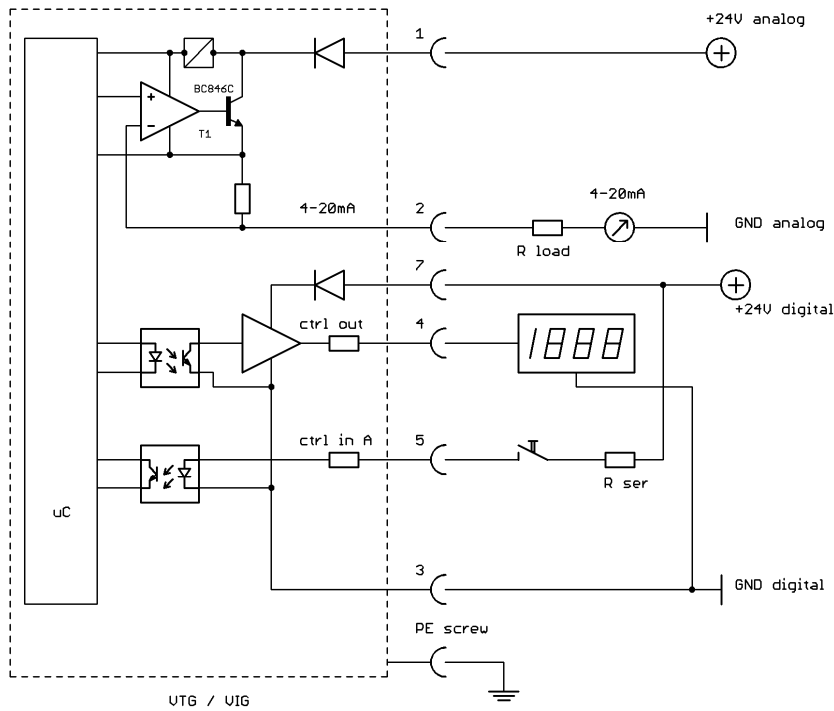 +24V analog
1
BC846C
T1
4-20mA
4-20mA
2
GND analog
R load
7
+24V digital
ctrl out
4
1888
ctrl in A
5
R ser
uC
3
GND digital
PE screw
VTG / VIG